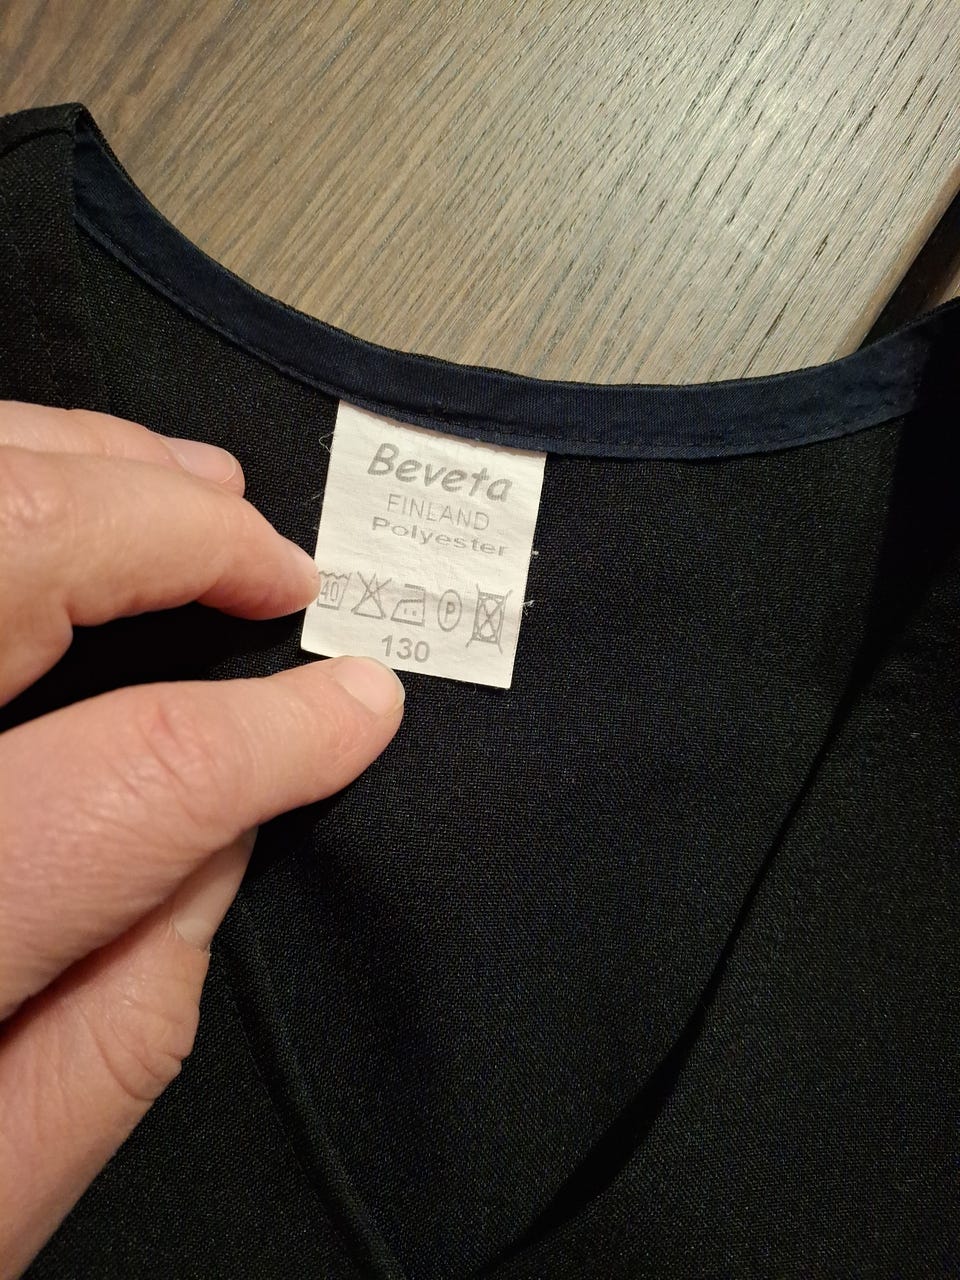 Beveta
FINLAND
Polyester
40 P
130